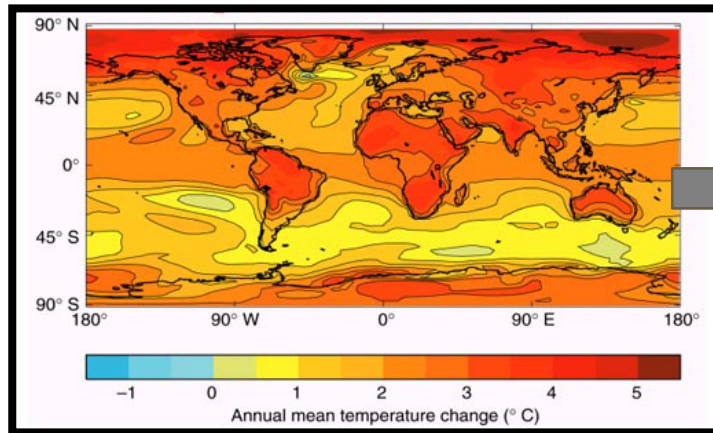 90° N
45° N
0°
45° S
90° S
180° 90° W 0° 90° E 180°
–1 0 1 2 3 4 5
Annual mean temperature change (° C)